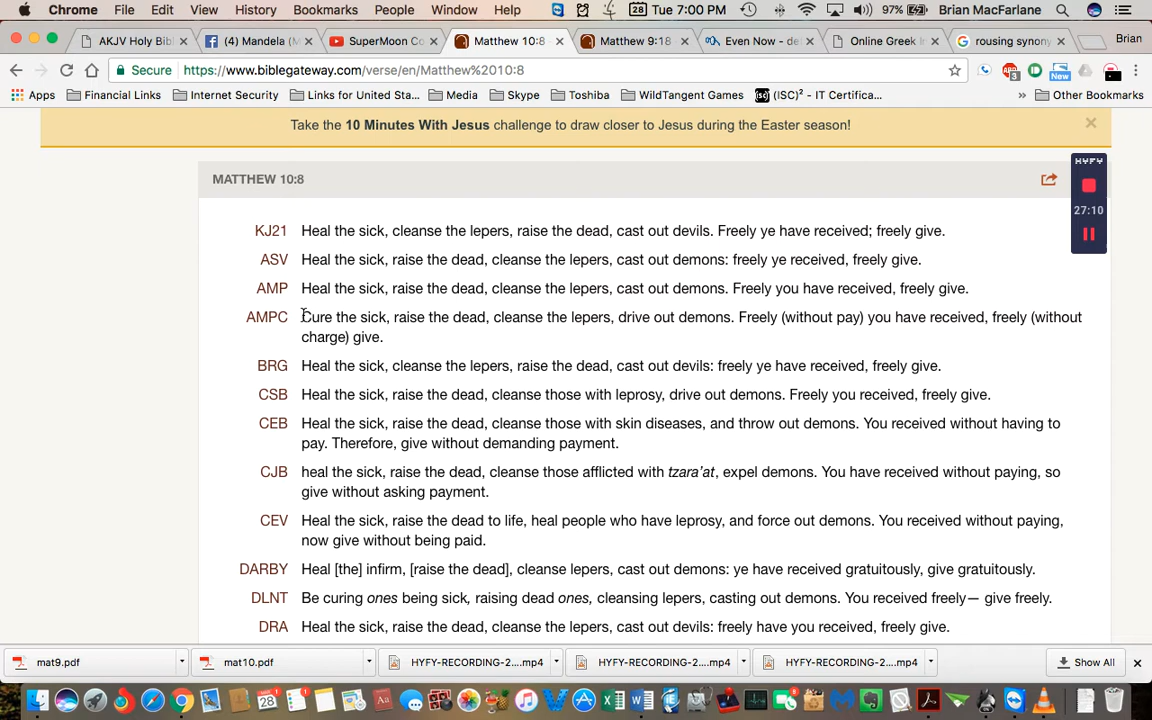 Chrome File Edit View History Bookmarks People Window Help 28 Tue 7:00 PM 97% Brian MacFarlane
AKJV Holy Bibl × (4) Mandela (M × SuperMoon Co × Matthew 10:8 × Matthew 9:18 × Even Now - de × Online Greek In × rousing synony × Brian
Secure https://www.biblegateway.com/verse/en/Matthew%2010:8 3 New
Apps Financial Links Internet Security Links for United Sta... Media Skype Toshiba WildTangent Games (ISC)² - IT Certifica... » Other Bookmarks
Take the 10 Minutes With Jesus challenge to draw closer to Jesus during the Easter season! ×
HYFY
MATTHEW 10:8
27:10
KJ21 Heal the sick, cleanse the lepers, raise the dead, cast out devils. Freely ye have received; freely give.
ASV Heal the sick, raise the dead, cleanse the lepers, cast out demons: freely ye received, freely give.
AMP Heal the sick, raise the dead, cleanse the lepers, cast out demons. Freely you have received, freely give.
AMPC Cure the sick, raise the dead, cleanse the lepers, drive out demons. Freely (without pay) you have received, freely (without
charge) give.
BRG Heal the sick, cleanse the lepers, raise the dead, cast out devils: freely ye have received, freely give.
CSB Heal the sick, raise the dead, cleanse those with leprosy, drive out demons. Freely you received, freely give.
CEB Heal the sick, raise the dead, cleanse those with skin diseases, and throw out demons. You received without having to
pay. Therefore, give without demanding payment.
CJB heal the sick, raise the dead, cleanse those afflicted with tzara'at, expel demons. You have received without paying, so
give without asking payment.
CEV Heal the sick, raise the dead to life, heal people who have leprosy, and force out demons. You received without paying,
now give without being paid.
DARBY Heal [the] infirm, [raise the dead], cleanse lepers, cast out demons: ye have received gratuitously, give gratuitously.
DLNT Be curing ones being sick, raising dead ones, cleansing lepers, casting out demons. You received freely— give freely.
DRA Heal the sick, raise the dead, cleanse the lepers, cast out devils: freely have you received, freely give.
mat9.pdf mat10.pdf HYFY-RECORDING-2....mp4 HYFY-RECORDING-2....mp4 HYFY-RECORDING-2....mp4 Show All ×